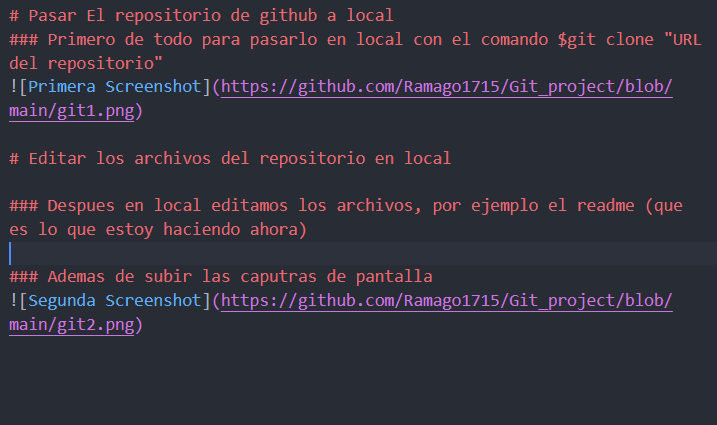 # Pasar El repositorio de github a local
### Primero de todo para pasarlo en local con el comando $git clone "URL
del repositorio"
![Primera Screenshot](https://github.com/Ramago1715/Git_project/blob/
main/git1.png)
# Editar los archivos del repositorio en local
### Despues en local editamos los archivos, por ejemplo el readme (que
es lo que estoy haciendo ahora)
### Ademas de subir las caputras de pantalla
![Segunda Screenshot](https://github.com/Ramago1715/Git_project/blob/
main/git2.png)